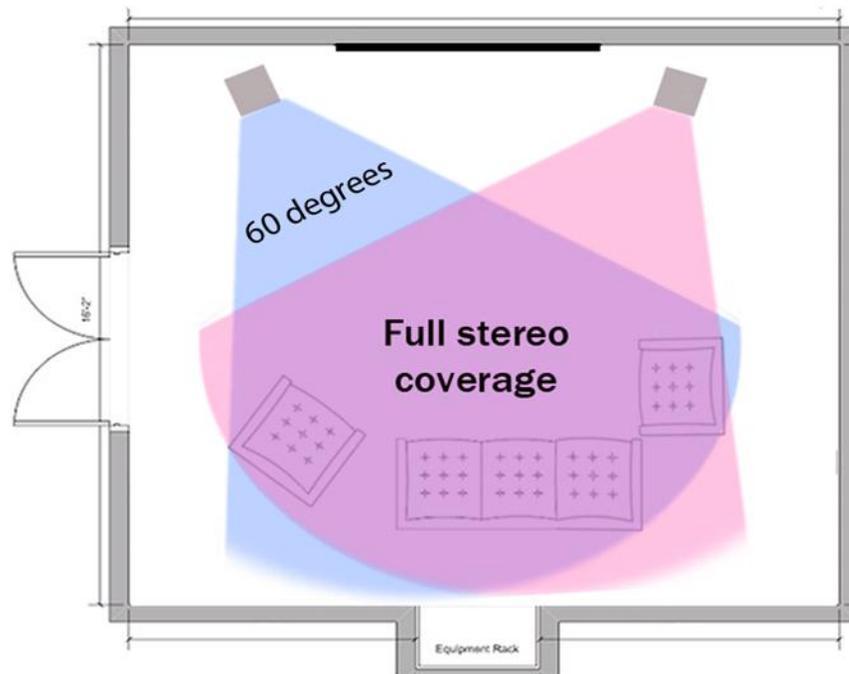 60 degrees
16'-2"
Full stereo
coverage
Equipment Rack